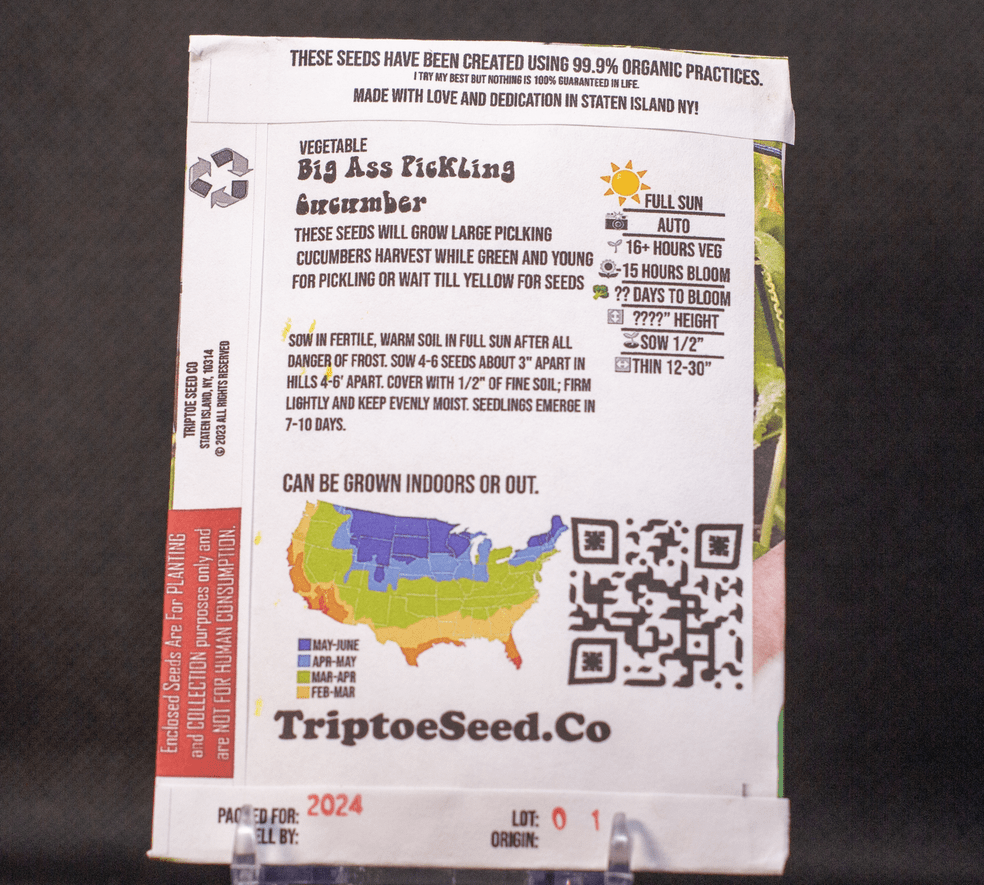 THESE SEEDS HAVE BEEN CREATED USING 99.9% ORGANIC PRACTICES.
I TRY MY BEST BUT NOTHING IS 100% GUARANTEED IN LIFE.
MADE WITH LOVE AND DEDICATION IN STATEN ISLAND NY!
VEGETABLE
Big Ass Pickling
Cucumber
THESE SEEDS WILL GROW LARGE PICLKING
CUCUMBERS HARVEST WHILE GREEN AND YOUNG
FOR PICKLING OR WAIT TILL YELLOW FOR SEEDS
FULL SUN
AUTO
16+ HOURS VEG
-15 HOURS BLOOM
?? DAYS TO BLOOM
????" HEIGHT
SOW 1/2"
THIN 12-30"
SOW IN FERTILE, WARM SOIL IN FULL SUN AFTER ALL
DANGER OF FROST. SOW 4-6 SEEDS ABOUT 3" APART IN
HILLS 4-6' APART. COVER WITH 1/2" OF FINE SOIL; FIRM
LIGHTLY AND KEEP EVENLY MOIST. SEEDLINGS EMERGE IN
7-10 DAYS.
CAN BE GROWN INDOORS OR OUT.
MAY-JUNE
APR-MAY
MAR-APR
FEB-MAR
TriptoeSeed.Co
TRIPTOE SEED CO
STATEN ISLAND, NY, 10314
© 2023 ALL RIGHTS RESERVED
Enclosed Seeds Are For PLANTING
and COLLECTION purposes only and
are NOT FOR HUMAN CONSUMPTION.
PACKED FOR: 2024
LOT: 0 1
SELL BY:
ORIGIN: